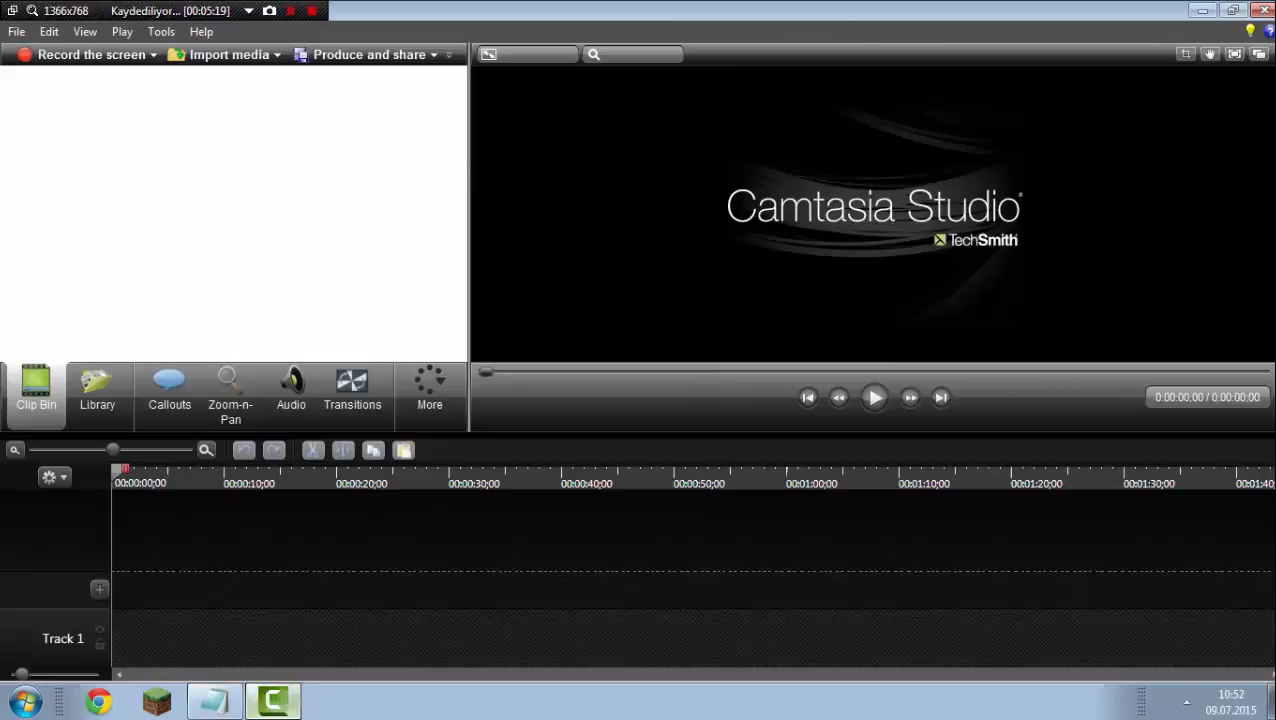 1366x768 Kaydediliyor... [00:05:19]
File Edit View Play Tools Help
Record the screen Import media Produce and share
Camtasia Studio®
TechSmith
Clip Bin Library Callouts Zoom-n-Pan Audio Transitions More
0:00:00,00 / 0:00:00,00
00:00:00;00 00:00:10;00 00:00:20;00 00:00:30;00 00:00:40;00 00:00:50;00 00:01:00;00 00:01:10;00 00:01:20;00 00:01:30;00 00:01:40
Track 1
10:52
09.07.2015